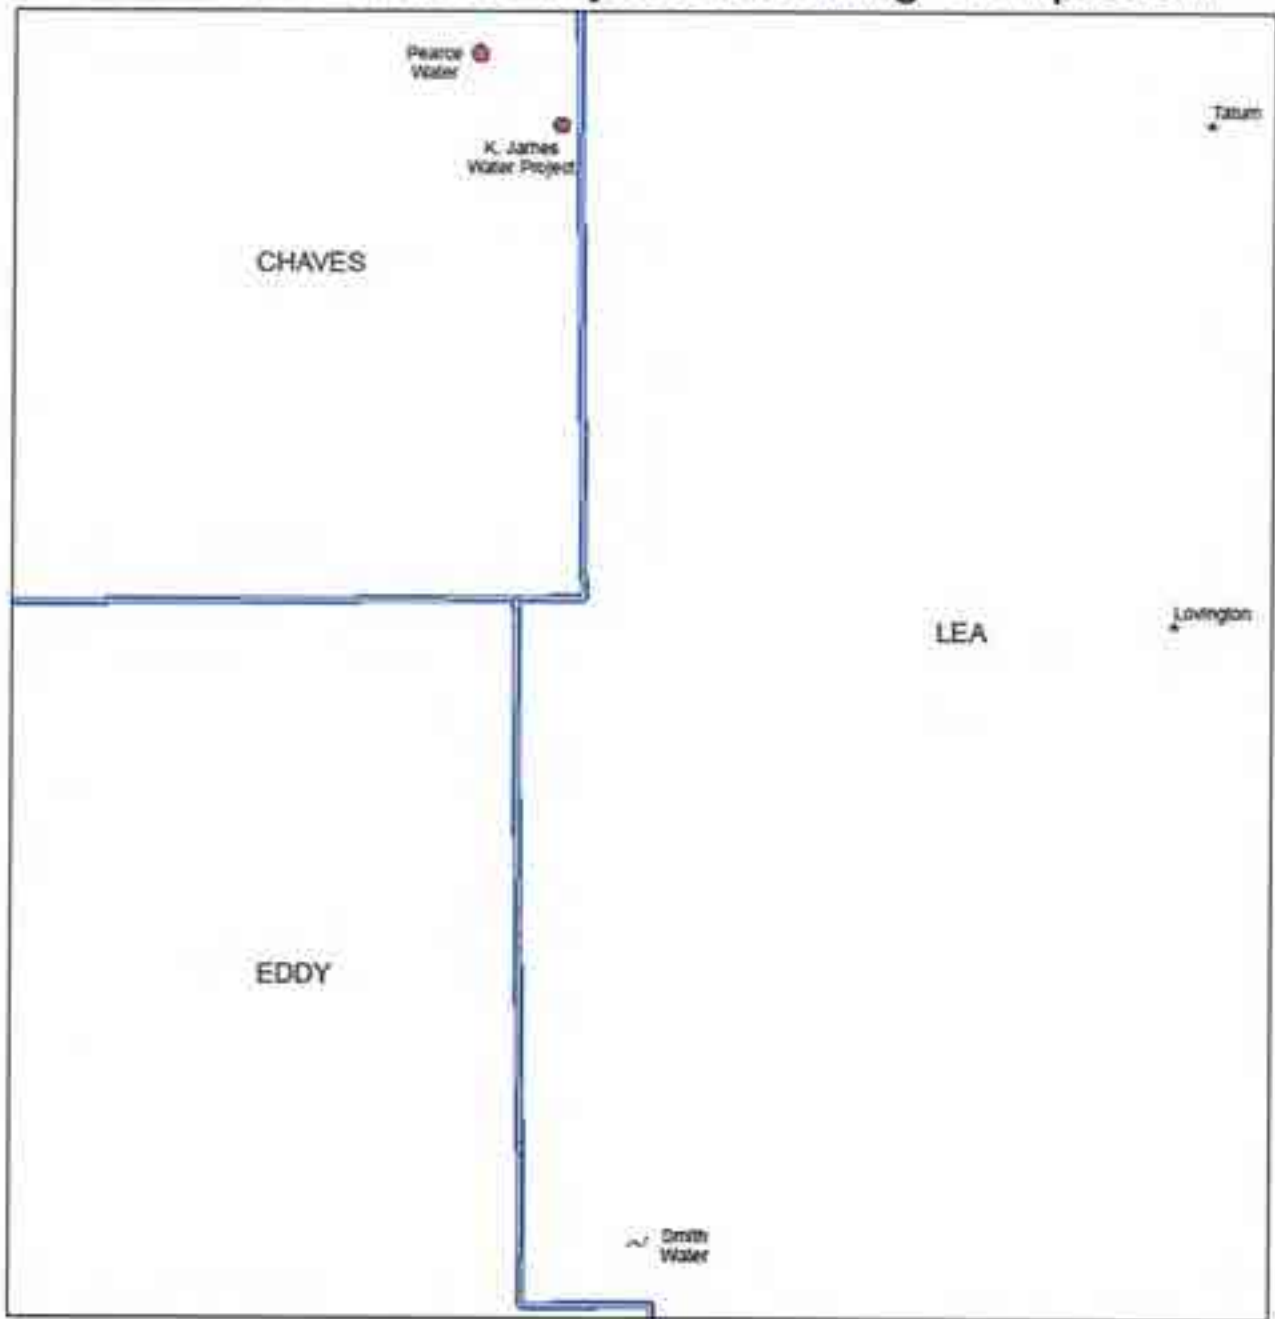 Pearce
Water
K. James
Water Project
Tatum
CHAVES
LEA
Lovington
EDDY
Smith
Water